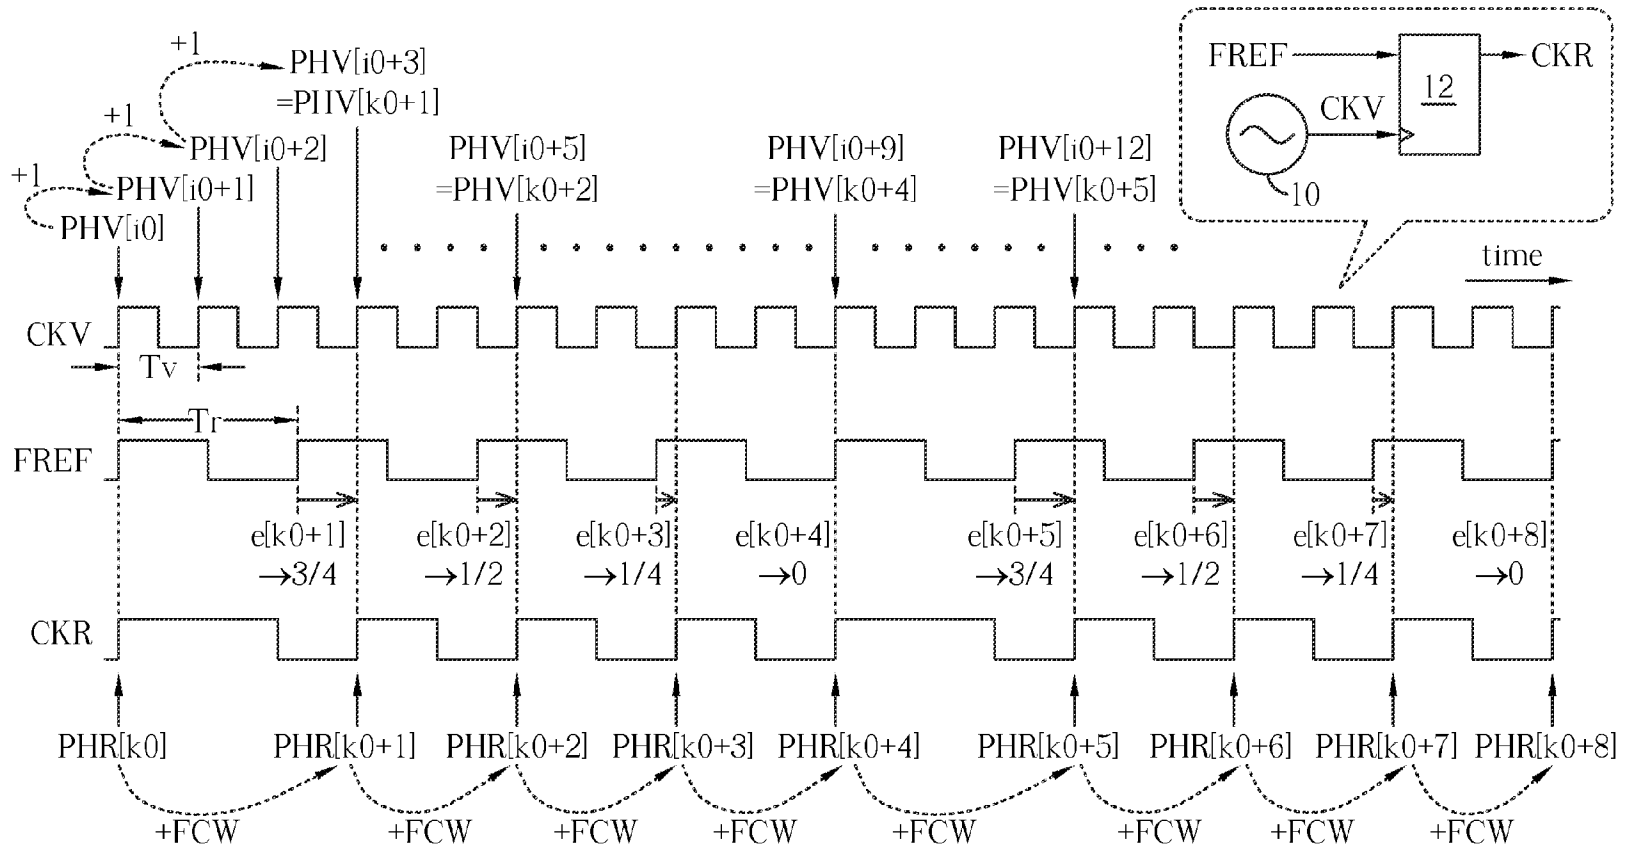 +1
PHV[i0+3]
=PHV[k0+1]
+1
PHV[i0+2]
+1
PHV[i0+1]
PHV[i0]
PHV[i0+5]
=PHV[k0+2]
PHV[i0+9]
=PHV[k0+4]
PHV[i0+12]
=PHV[k0+5]
FREF
12
CKR
CKV
10
time
CKV
Tv
Tr
FREF
e[k0+1]
→3/4
e[k0+2]
→1/2
e[k0+3]
→1/4
e[k0+4]
→0
e[k0+5]
→3/4
e[k0+6]
→1/2
e[k0+7]
→1/4
e[k0+8]
→0
CKR
PHR[k0] PHR[k0+1] PHR[k0+2] PHR[k0+3] PHR[k0+4] PHR[k0+5] PHR[k0+6] PHR[k0+7] PHR[k0+8]
+FCW +FCW +FCW +FCW +FCW +FCW +FCW +FCW